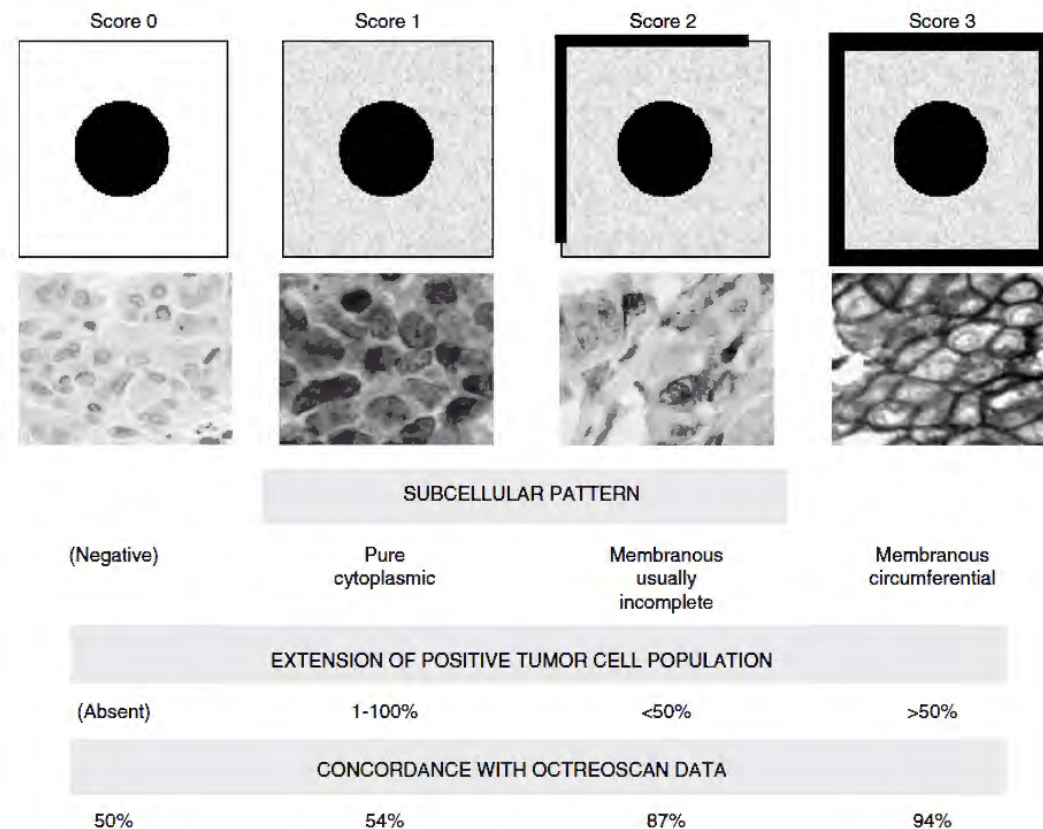 Score 0 Score 1 Score 2 Score 3
SUBCELLULAR PATTERN
(Negative) Pure Membranous Membranous
cytoplasmic usually circumferential
incomplete
EXTENSION OF POSITIVE TUMOR CELL POPULATION
(Absent) 1-100% <50% >50%
CONCORDANCE WITH OCTREOSCAN DATA
50% 54% 87% 94%